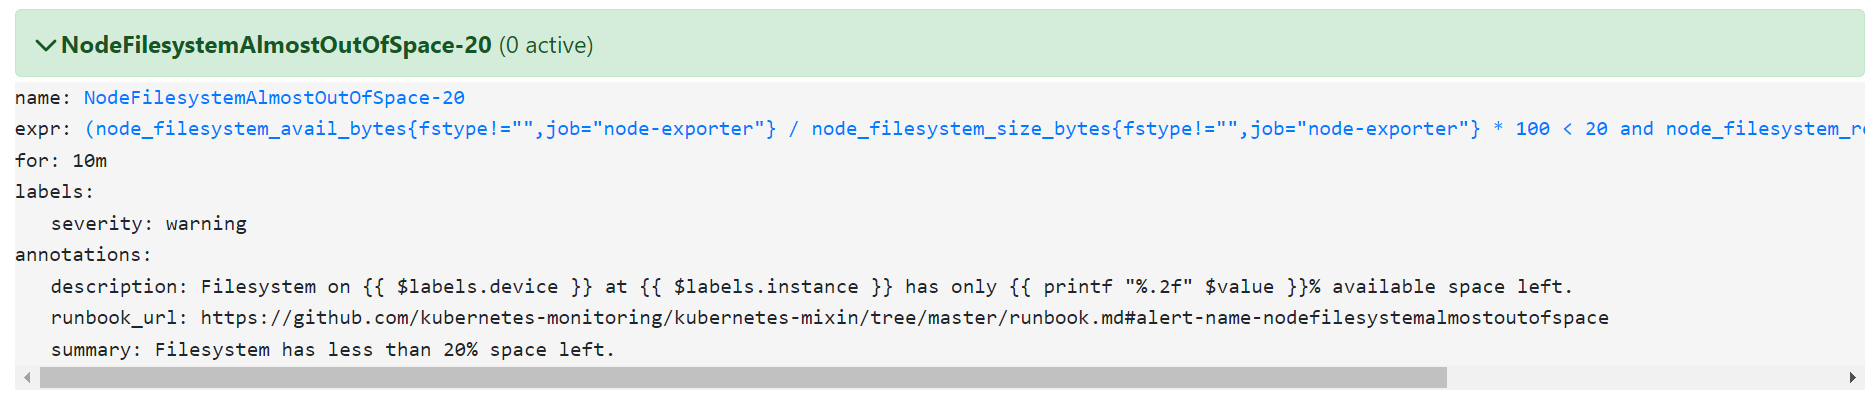 NodeFilesystemAlmostOutOfSpace-20 (0 active)
name: NodeFilesystemAlmostOutOfSpace-20
expr: (node_filesystem_avail_bytes{fstype!="",job="node-exporter"} / node_filesystem_size_bytes{fstype!="",job="node-exporter"} * 100 < 20 and node_filesystem_r
for: 10m
labels:
severity: warning
annotations:
description: Filesystem on {{ $labels.device }} at {{ $labels.instance }} has only {{ printf "%.2f" $value }}% available space left.
runbook_url: https://github.com/kubernetes-monitoring/kubernetes-mixin/tree/master/runbook.md#alert-name-nodefilesystemalmostoutofspace
summary: Filesystem has less than 20% space left.